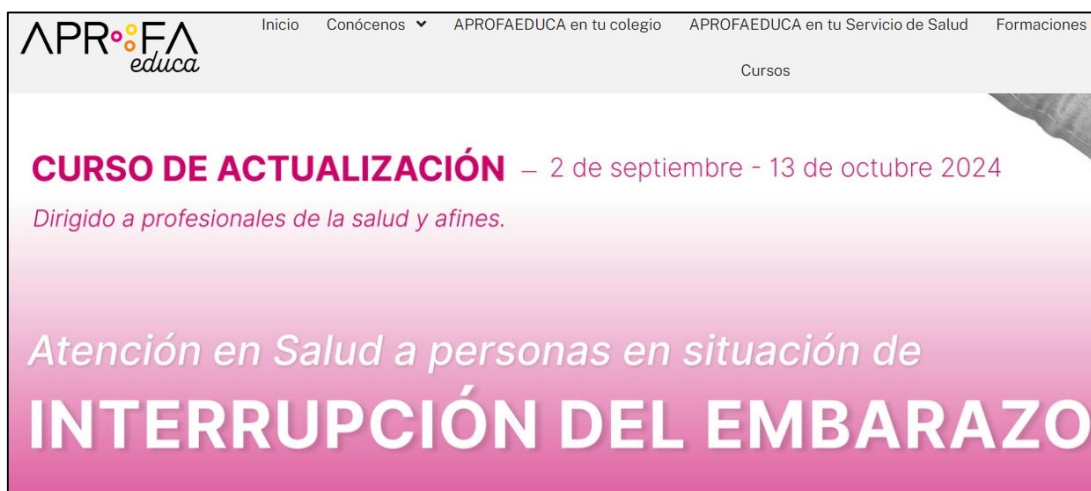 APROFA
educa
Inicio Conócenos APROFAEDUCA en tu colegio APROFAEDUCA en tu Servicio de Salud Formaciones
Cursos
CURSO DE ACTUALIZACIÓN – 2 de septiembre - 13 de octubre 2024
Dirigido a profesionales de la salud y afines.
Atención en Salud a personas en situación de
INTERRUPCIÓN DEL EMBARAZO